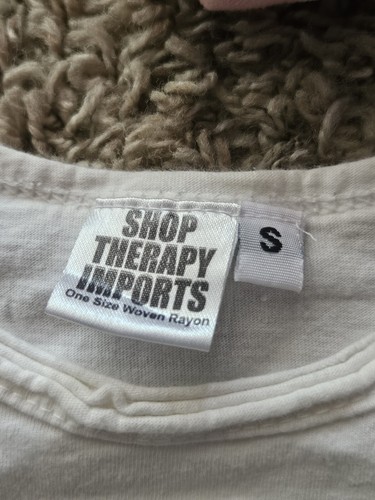 SHOP
THERAPY
IMPORTS
One Size Woven Rayon
S